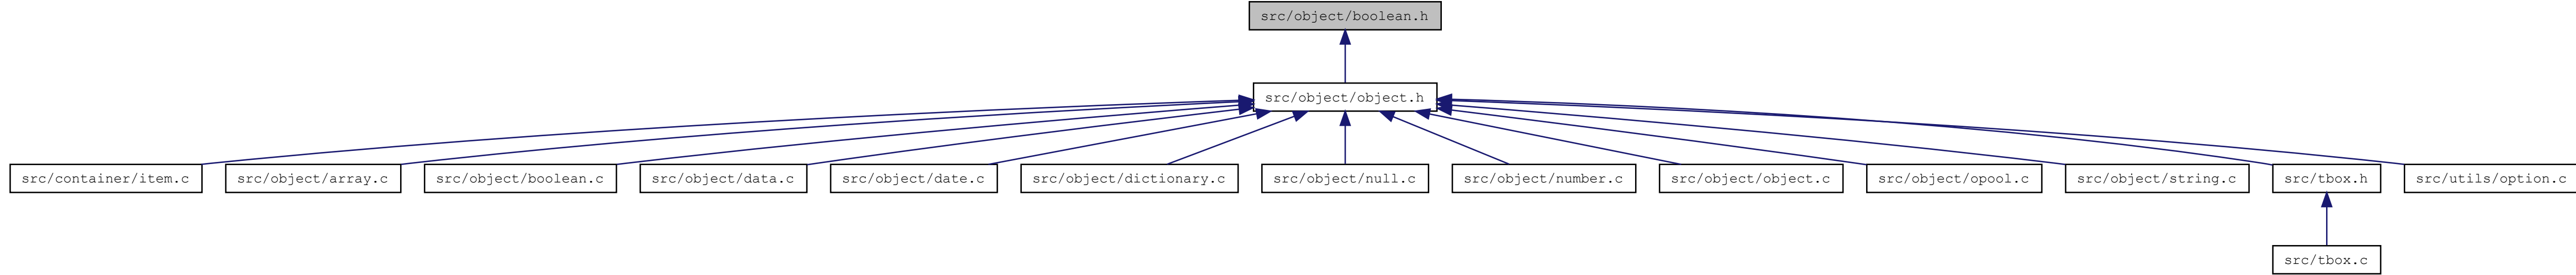 src/object/boolean.h
src/object/object.h
src/container/item.c
src/object/array.c
src/object/boolean.c
src/object/data.c
src/object/date.c
src/object/dictionary.c
src/object/null.c
src/object/number.c
src/object/object.c
src/object/opool.c
src/object/string.c
src/tbox.h
src/utils/option.c
src/tbox.c